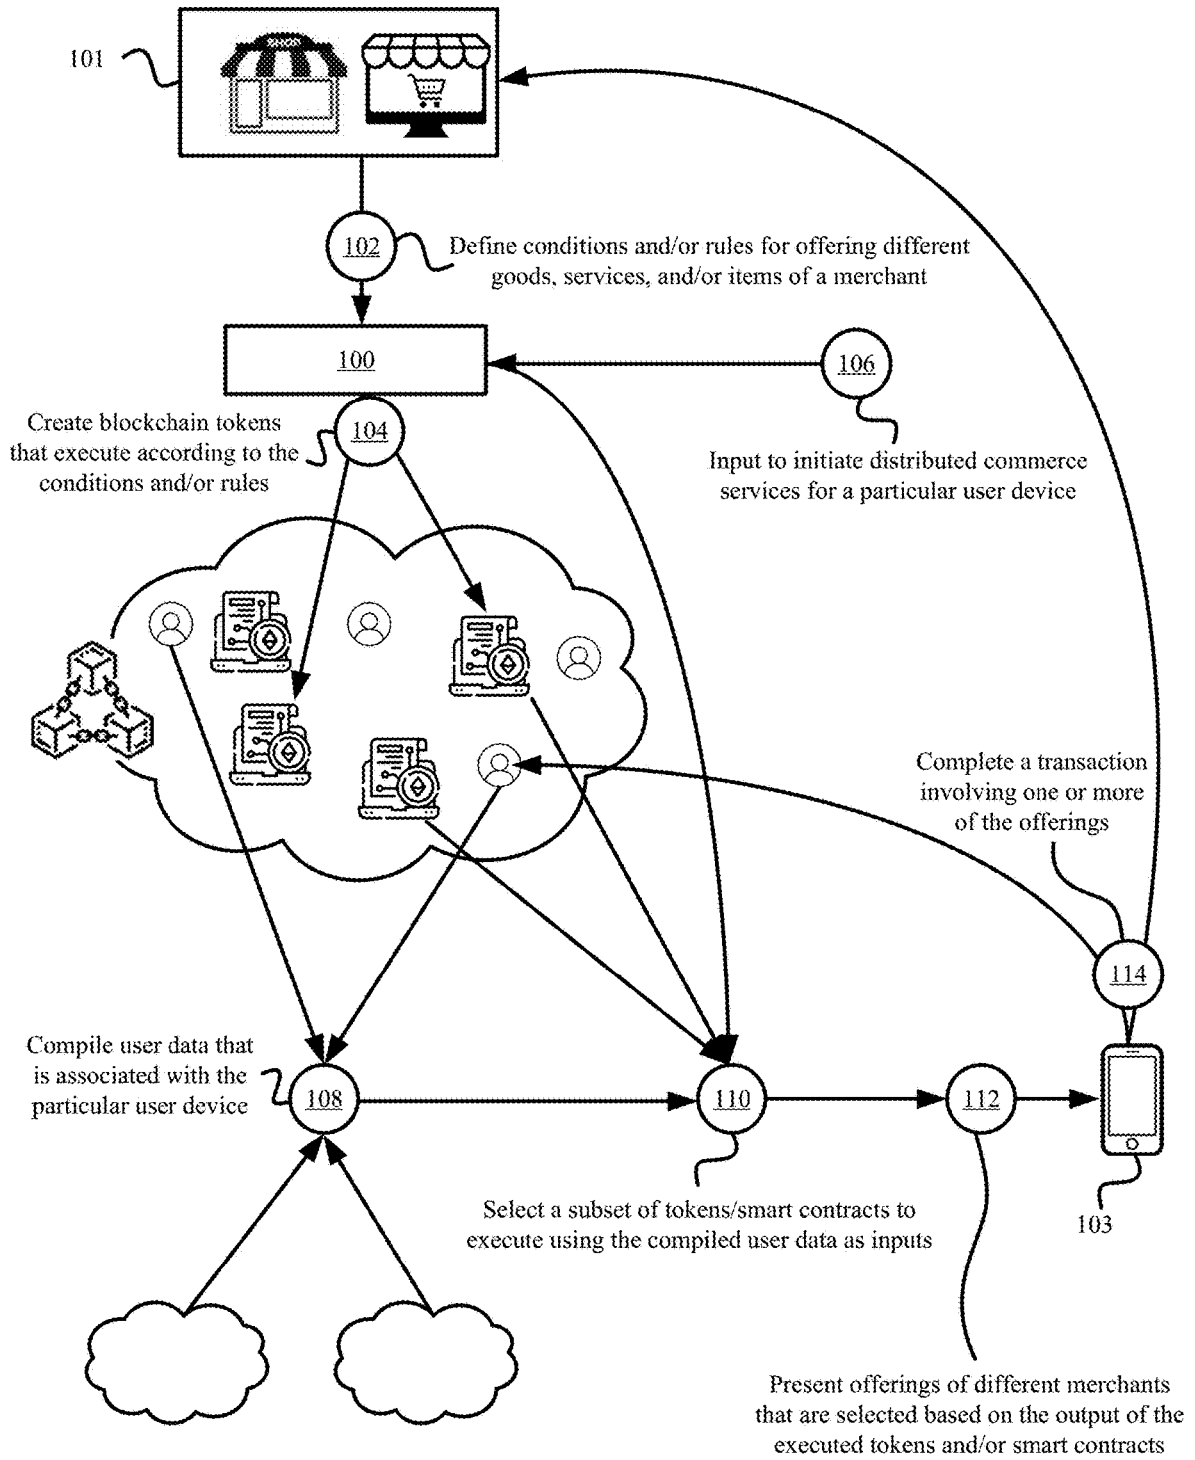 101
102
Define conditions and/or rules for offering different
goods, services, and/or items of a merchant
100
106
Create blockchain tokens
that execute according to the
conditions and/or rules
104
Input to initiate distributed commerce
services for a particular user device
Complete a transaction
involving one or more
of the offerings
114
Compile user data that
is associated with the
particular user device
108
110
112
103
Select a subset of tokens/smart contracts to
execute using the compiled user data as inputs
Present offerings of different merchants
that are selected based on the output of the
executed tokens and/or smart contracts